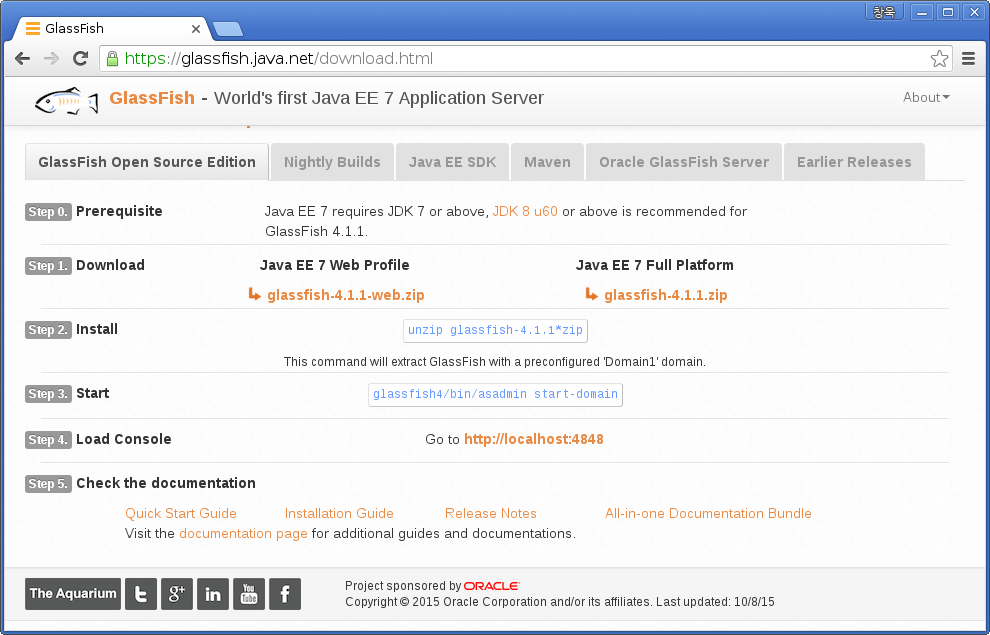 창욱
GlassFish
https://glassfish.java.net/download.html
GlassFish - World's first Java EE 7 Application Server
About
GlassFish Open Source Edition Nightly Builds Java EE SDK Maven Oracle GlassFish Server Earlier Releases
Step 0. Prerequisite Java EE 7 requires JDK 7 or above, JDK 8 u60 or above is recommended for
GlassFish 4.1.1.
Step 1. Download Java EE 7 Web Profile Java EE 7 Full Platform
glassfish-4.1.1-web.zip glassfish-4.1.1.zip
Step 2. Install unzip glassfish-4.1.1*zip
This command will extract GlassFish with a preconfigured 'Domain1' domain.
Step 3. Start glassfish4/bin/asadmin start-domain
Step 4. Load Console Go to http://localhost:4848
Step 5. Check the documentation
Quick Start Guide Installation Guide Release Notes All-in-one Documentation Bundle
Visit the documentation page for additional guides and documentations.
The Aquarium t g+ in You Tube f
Project sponsored by ORACLE
Copyright © 2015 Oracle Corporation and/or its affiliates. Last updated: 10/8/15